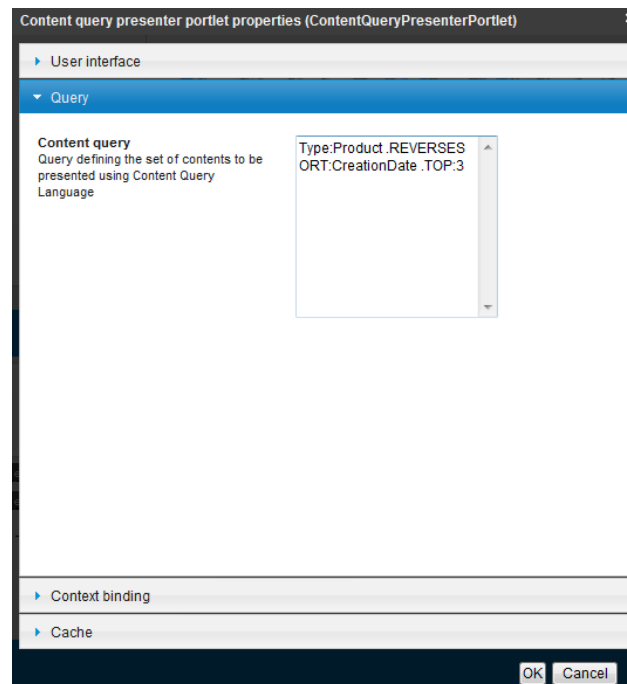 Content query presenter portlet properties (ContentQueryPresenterPortlet)
User interface
Query
Content query
Query defining the set of contents to be
presented using Content Query
Language
Type:Product .REVERSES
ORT:CreationDate .TOP:3
Context binding
Cache
OK Cancel